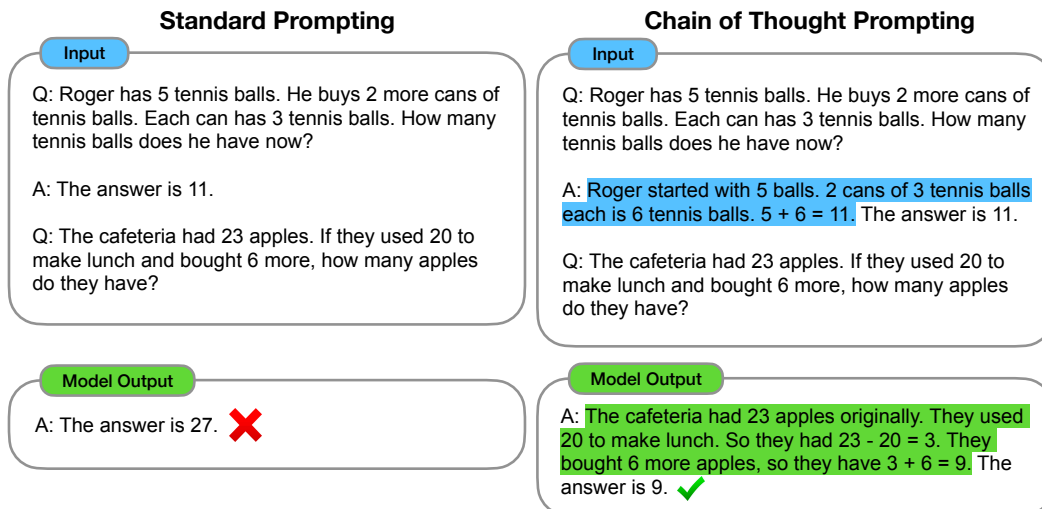 Standard Prompting
Input
Q: Roger has 5 tennis balls. He buys 2 more cans of
tennis balls. Each can has 3 tennis balls. How many
tennis balls does he have now?
A: The answer is 11.
Q: The cafeteria had 23 apples. If they used 20 to
make lunch and bought 6 more, how many apples
do they have?
Model Output
A: The answer is 27.
Chain of Thought Prompting
Input
Q: Roger has 5 tennis balls. He buys 2 more cans of
tennis balls. Each can has 3 tennis balls. How many
tennis balls does he have now?
A: Roger started with 5 balls. 2 cans of 3 tennis balls
each is 6 tennis balls. 5 + 6 = 11. The answer is 11.
Q: The cafeteria had 23 apples. If they used 20 to
make lunch and bought 6 more, how many apples
do they have?
Model Output
A: The cafeteria had 23 apples originally. They used
20 to make lunch. So they had 23 - 20 = 3. They
bought 6 more apples, so they have 3 + 6 = 9. The
answer is 9.